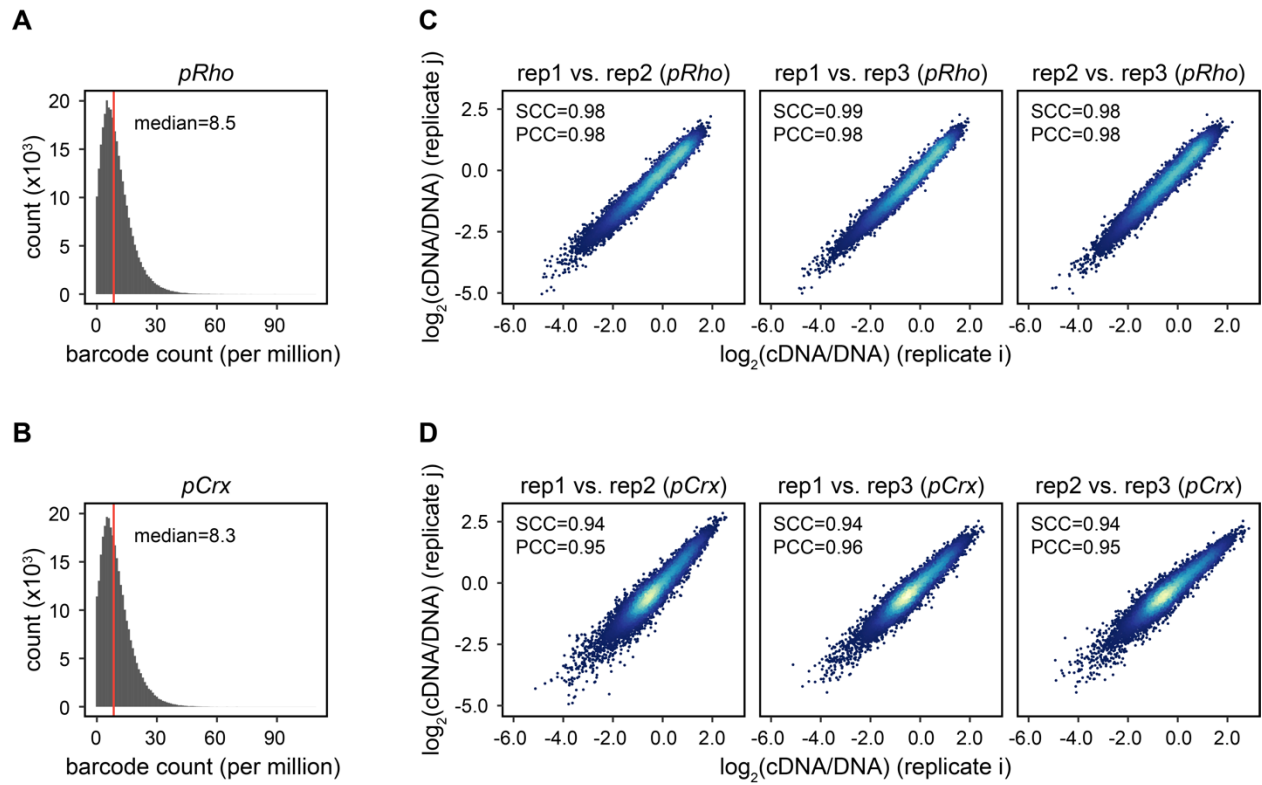 A
pRho
median=8.5
count (x10³)
20
15
10
5
0
0 30 60 90
barcode count (per million)
B
pCrx
median=8.3
count (x10³)
20
15
10
5
0
0 30 60 90
barcode count (per million)
C
rep1 vs. rep2 (pRho) rep1 vs. rep3 (pRho) rep2 vs. rep3 (pRho)
SCC=0.98 SCC=0.99 SCC=0.98
PCC=0.98 PCC=0.98 PCC=0.98
log₂(cDNA/DNA) (replicate j)
2.5
0.0
-2.5
-5.0
-6.0 -4.0 -2.0 0.0 2.0 -6.0 -4.0 -2.0 0.0 2.0 -6.0 -4.0 -2.0 0.0 2.0
log₂(cDNA/DNA) (replicate i)
D
rep1 vs. rep2 (pCrx) rep1 vs. rep3 (pCrx) rep2 vs. rep3 (pCrx)
SCC=0.94 SCC=0.94 SCC=0.94
PCC=0.95 PCC=0.96 PCC=0.95
log₂(cDNA/DNA) (replicate j)
2.5
0.0
-2.5
-5.0
-6.0 -4.0 -2.0 0.0 2.0 -6.0 -4.0 -2.0 0.0 2.0 -6.0 -4.0 -2.0 0.0 2.0
log₂(cDNA/DNA) (replicate i)